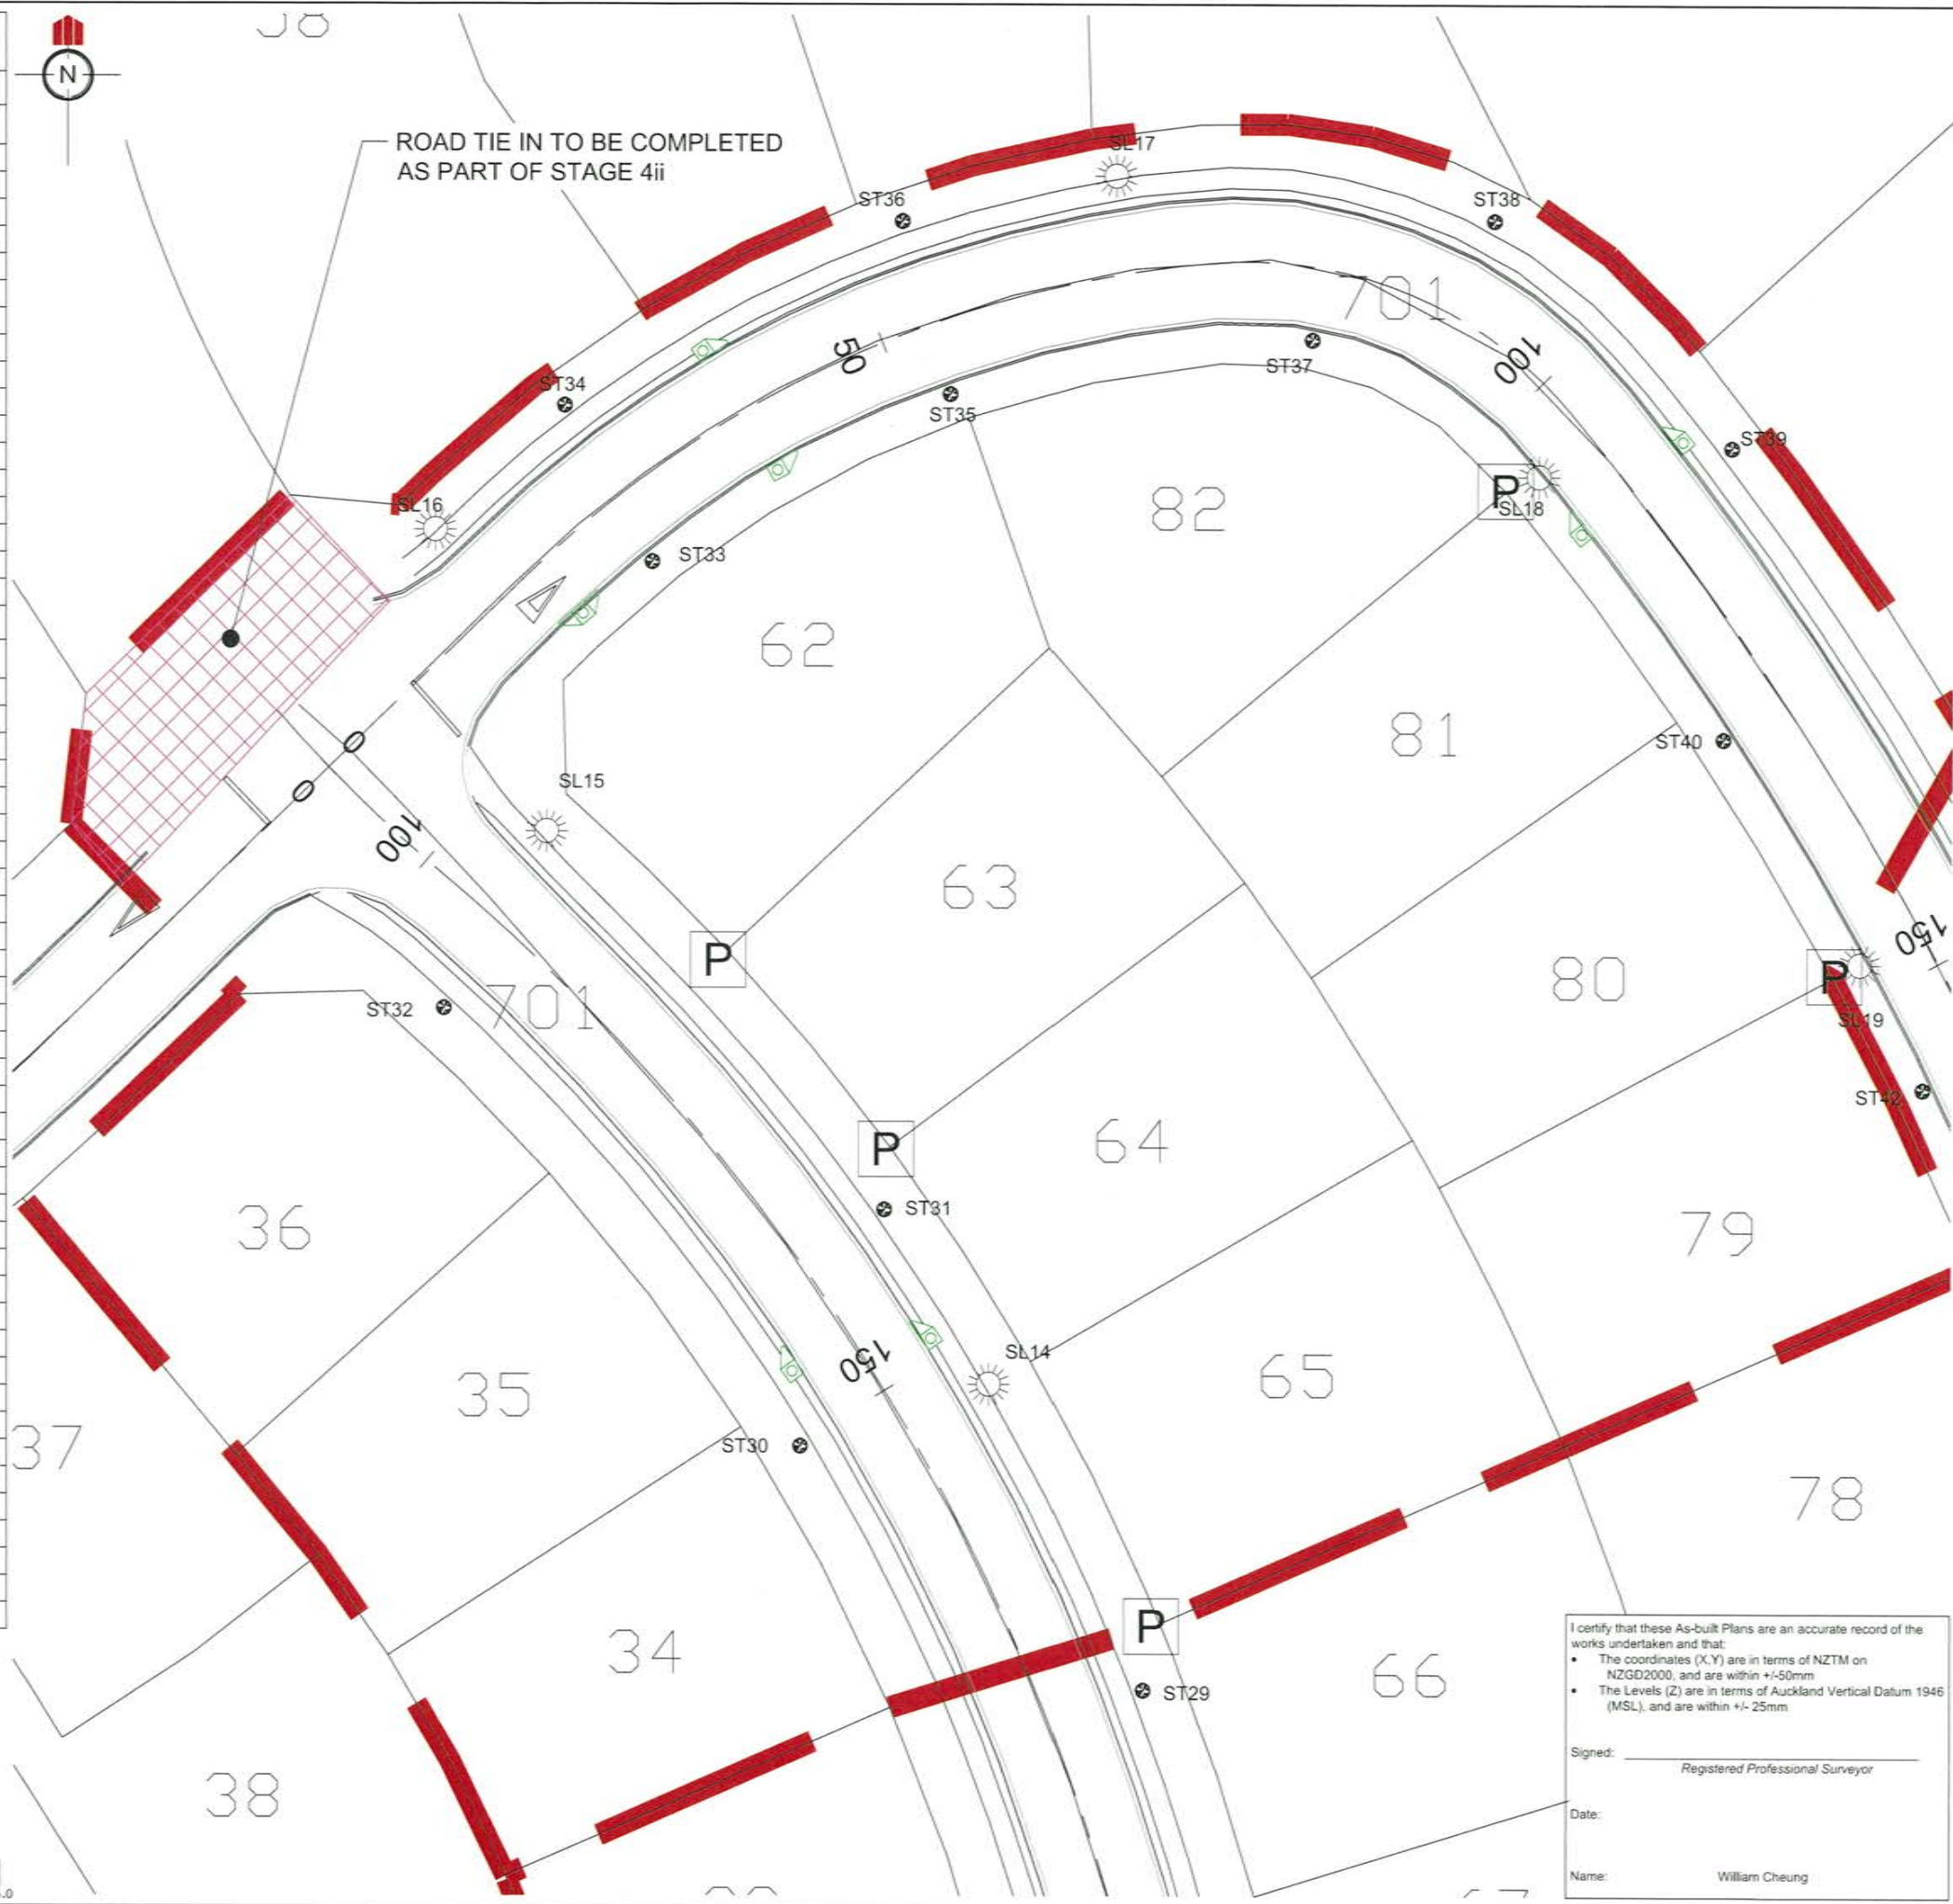 38
N
ROAD TIE IN TO BE COMPLETED
AS PART OF STAGE 4ii
SL17
ST36
ST38
701
50
100
ST37
ST34
ST35
ST39
SL16
82
P
SL18
ST33
62
81
ST40
0
0
SL15
100
63
150
P
80
P
SL19
ST32
701
ST42
P
64
ST31
36
79
SL14
150
65
35
37
ST30
78
P
34
66
ST29
38
I certify that these As-built Plans are an accurate record of the
works undertaken and that:
• The coordinates (X,Y) are in terms of NZTM on
NZGD2000, and are within +/-50mm
• The Levels (Z) are in terms of Auckland Vertical Datum 1946
(MSL), and are within +/- 25mm
Signed:
Registered Professional Surveyor
Date:
Name: William Cheung
.0